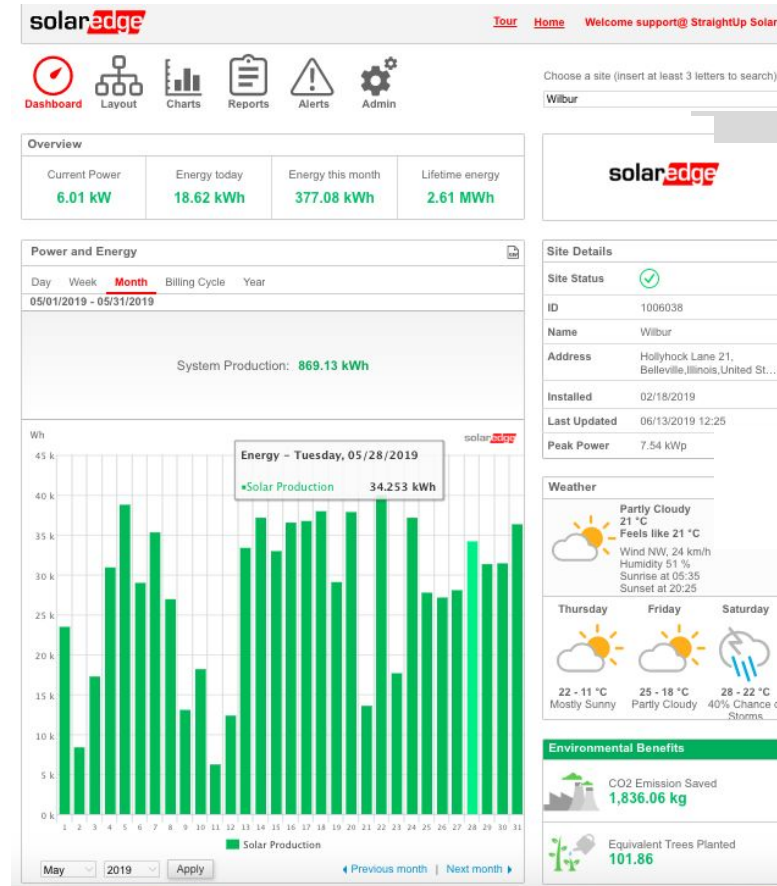 solaredge
Tour Home Welcome support@ StraightUp Solar
Dashboard Layout Charts Reports Alerts Admin
Choose a site (insert at least 3 letters to search)
Wilbur
Overview
Current Power Energy today Energy this month Lifetime energy
6.01 kW 18.62 kWh 377.08 kWh 2.61 MWh
solaredge
Power and Energy
Day Week Month Billing Cycle Year
05/01/2019 - 05/31/2019
System Production: 869.13 kWh
Wh
solaredge
Energy - Tuesday, 05/28/2019
Solar Production 34.253 kWh
45 k
40 k
35 k
30 k
25 k
20 k
15 k
10 k
5 k
0 k
1 2 3 4 5 6 7 8 9 10 11 12 13 14 15 16 17 18 19 20 21 22 23 24 25 26 27 28 29 30 31
Solar Production
May 2019 Apply Previous month | Next month
Site Details
Site Status
ID 1006038
Name Wilbur
Address Hollyhock Lane 21,
Belleville,Illinois,United St...
Installed 02/18/2019
Last Updated 06/13/2019 12:25
Peak Power 7.54 kWp
Weather
Partly Cloudy
21 °C
Feels like 21 °C
Wind NW, 24 km/h
Humidity 51 %
Sunrise at 05:35
Sunset at 20:25
Thursday Friday Saturday
22 - 11 °C 25 - 18 °C 28 - 22 °C
Mostly Sunny Partly Cloudy 40% Chance
Storms
Environmental Benefits
CO2 Emission Saved
1,836.06 kg
Equivalent Trees Planted
101.86